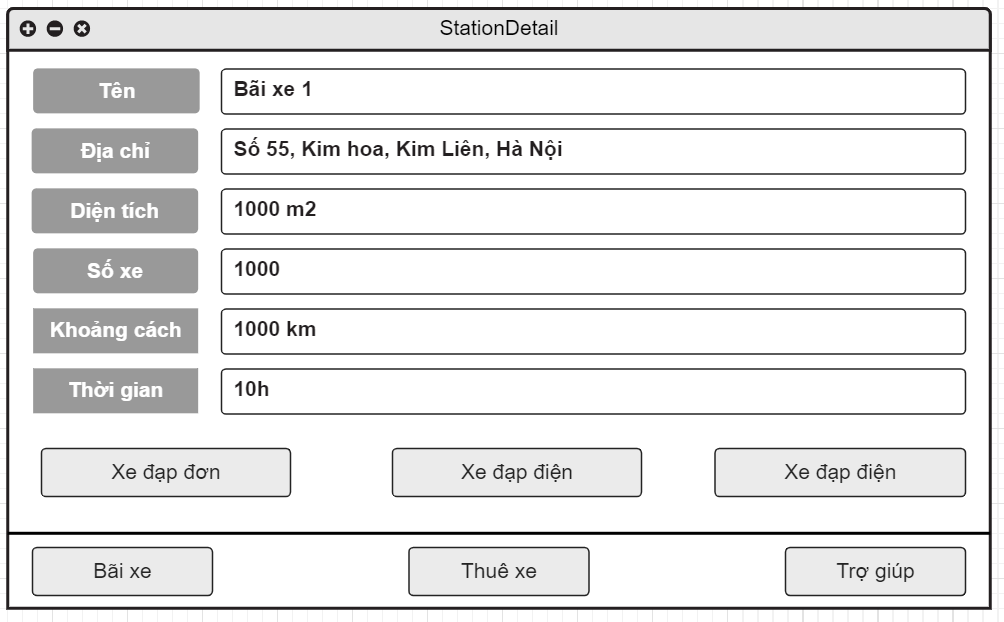 StationDetail
Tên
Bãi xe 1
Địa chỉ
Số 55, Kim hoa, Kim Liên, Hà Nội
Diện tích
1000 m2
Số xe
1000
Khoảng cách
1000 km
Thời gian
10h
Xe đạp đơn
Xe đạp điện
Xe đạp điện
Bãi xe
Thuê xe
Trợ giúp